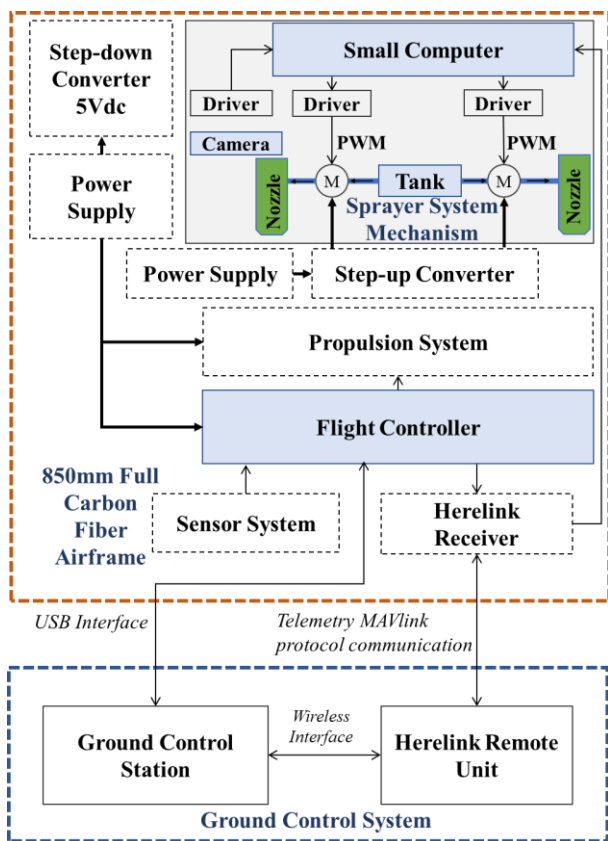 Step-down
Converter
5Vdc
Small Computer
Driver
Driver
Driver
PWM
PWM
Camera
Power
Supply
Nozzle
M
Tank
M
Nozzle
Sprayer System
Mechanism
Power Supply
Step-up Converter
Propulsion System
Flight Controller
850mm Full
Carbon
Fiber
Airframe
Sensor System
Herelink
Receiver
USB Interface
Telemetry MAVlink
protocol communication
Ground Control
Station
Wireless
Interface
Herelink Remote
Unit
Ground Control System